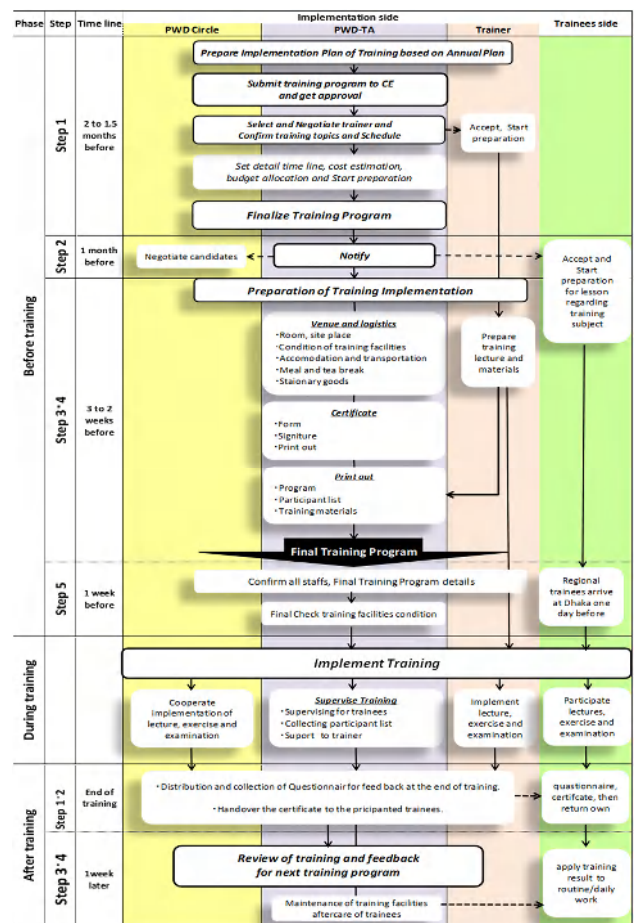 Implementation side
Trainees side
Phase
Step
Time line
PWD Circle
PWD-TA
Trainer
Prepare Implementation Plan of Training based on Annual Plan
Submit training program to CE
and get approval
Before training
Step 1
2 to 1.5
months
before
Select and Negotiate trainer and
Confirm training topics and Schedule
Accept, Start
preparation
Set detail time line, cost estimation,
budget allocation and Start preparation
Finalize Training Program
Step 2
1 month
before
Negotiate candidates
Notify
Accept and
Start
preparation
for lesson
regarding
training
subject
Preparation of Training Implementation
Step 3·4
3 to 2
weeks
before
Venue and logistics
・Room, site place
・Condition of training facilities
・Accomodation and transportation
・Meal and tea break
・Staionary goods
Prepare
training
lecture and
materials
Certificate
・Form
・Signiture
・Print out
Print out
・Program
・Participant list
・Training materials
Final Training Program
Step 5
1 week
before
Confirm all staffs, Final Training Program details
Final Check training facilities condition
Regional
trainees arrive
at Dhaka one
day before
During training
Implement Training
Cooperate
implementation of
lecture, exercise and
examination
Supervise Training
・Supervising for trainees
・Collecting participant list
・Suport to trainer
Implement
lecture,
exercise and
examination
Participate
lectures,
exercise and
examination
After training
Step 1·2
End of
training
・Distribution and collection of Questionnair for feed back at the end of training.
・Handover the certificate to the pricipanted trainees.
quastionnaire,
certifcate, then
return own
Step 3·4
1week
later
Review of training and feedback
for next training program
Maintenance of training facilities
aftercare of trainees
apply training
result to
routine/daily
work